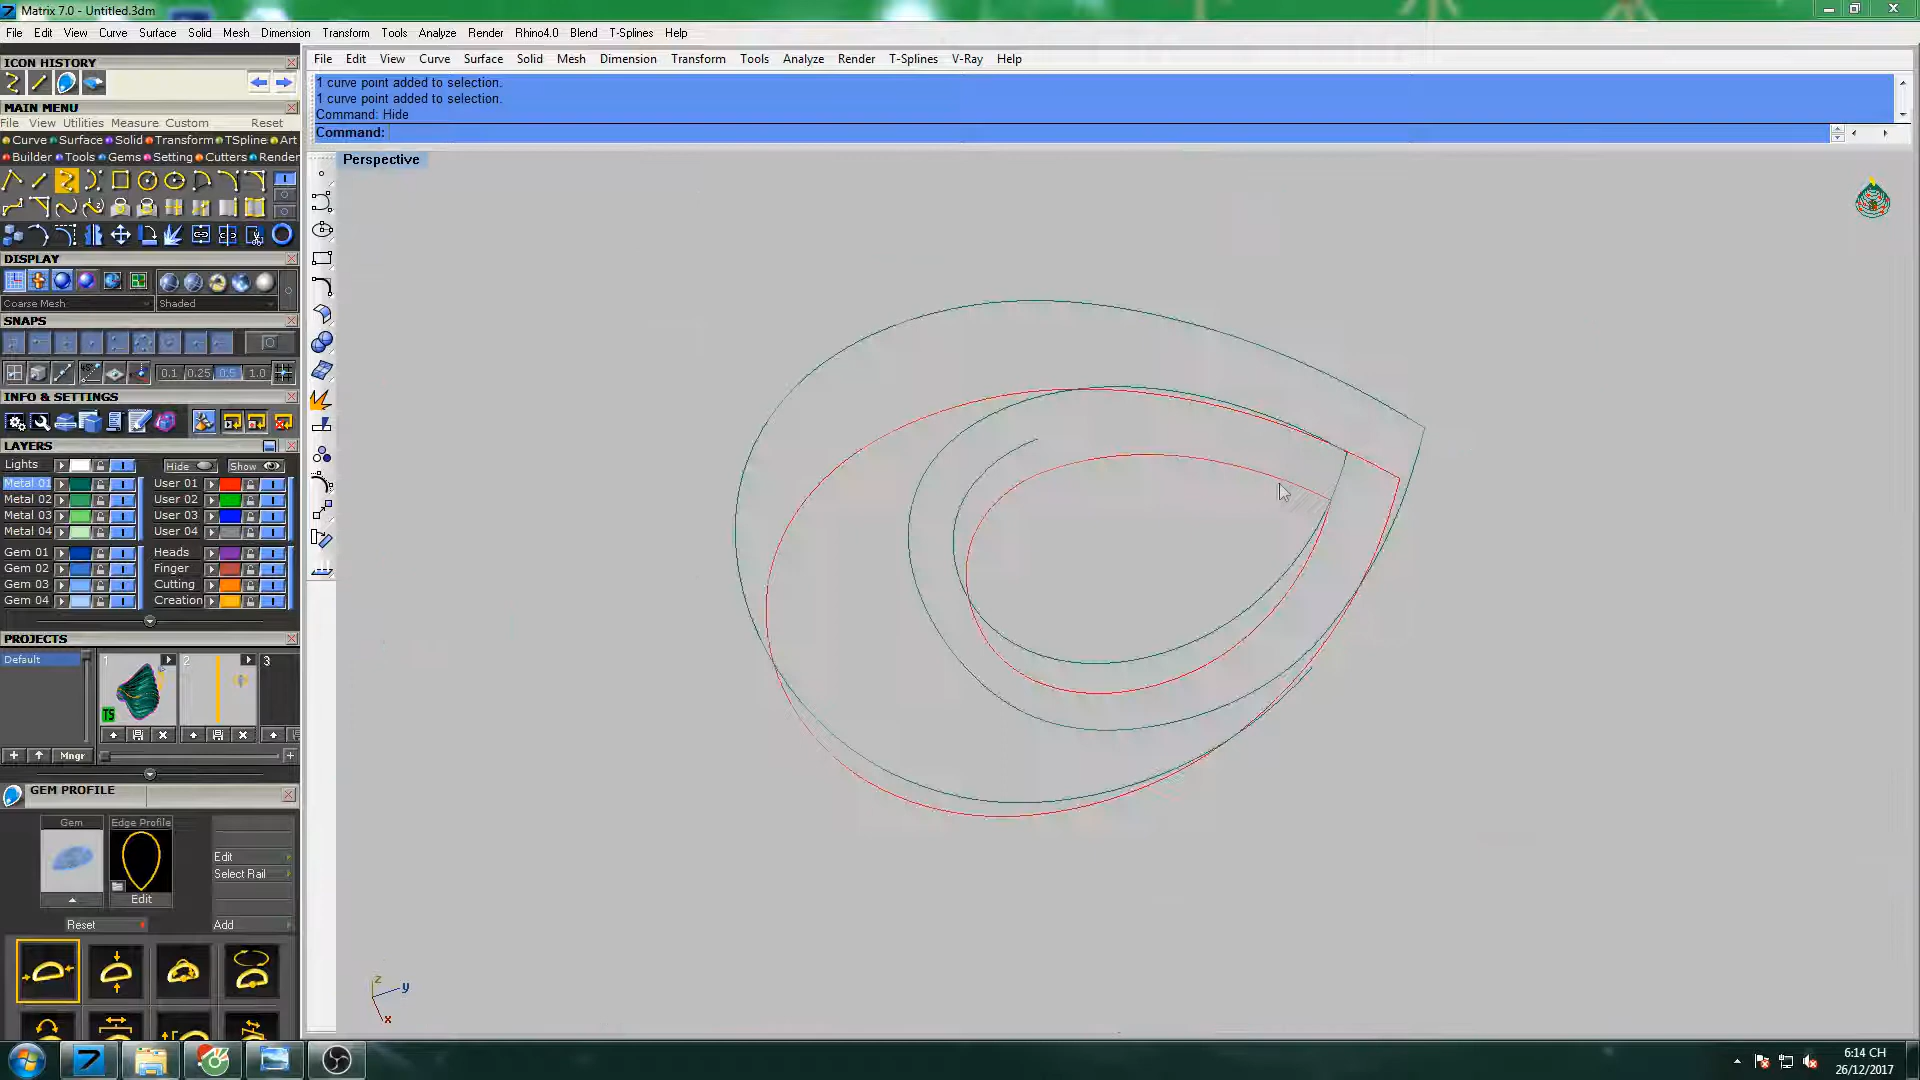 Matrix 7.0 - Untitled.3dm
File Edit View Curve Surface Solid Mesh Dimension Transform Tools Analyze Render Rhino4.0 Blend T-Splines Help
ICON HISTORY
MAIN MENU
File View Utilities Measure Custom Reset
Curve Surface Solid Transform TSpline Art
Builder Tools Gems Setting Cutters Render
DISPLAY
Coarse Mesh Shaded
SNAPS
0.1 0.25 0.5 1.0
INFO & SETTINGS
LAYERS
Lights Hide Show
Metal 01 User 01
Metal 02 User 02
Metal 03 User 03
Metal 04 User 04
Gem 01 Heads
Gem 02 Finger
Gem 03 Cutting
Gem 04 Creation
PROJECTS
Default 1 2 3
TS
Mngr
GEM PROFILE
Gem Edge Profile
Edit
Select Rail
Edit
Reset Add
File Edit View Curve Surface Solid Mesh Dimension Transform Tools Analyze Render T-Splines V-Ray Help
1 curve point added to selection.
1 curve point added to selection.
Command: Hide
Command:
Perspective
z
y
x
6:14 CH
26/12/2017